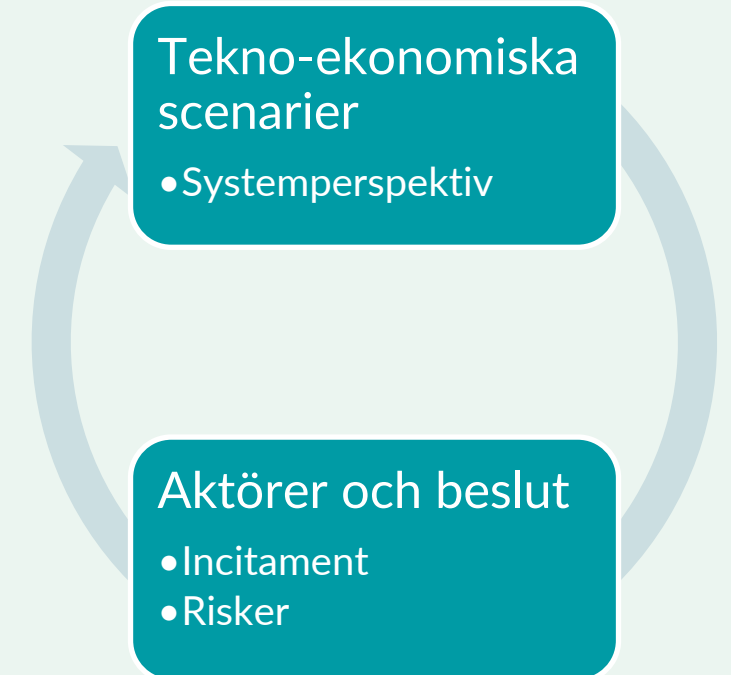 Tekno-ekonomiska
scenarier
•Systemperspektiv
Aktörer och beslut
•Incitament
•Risker